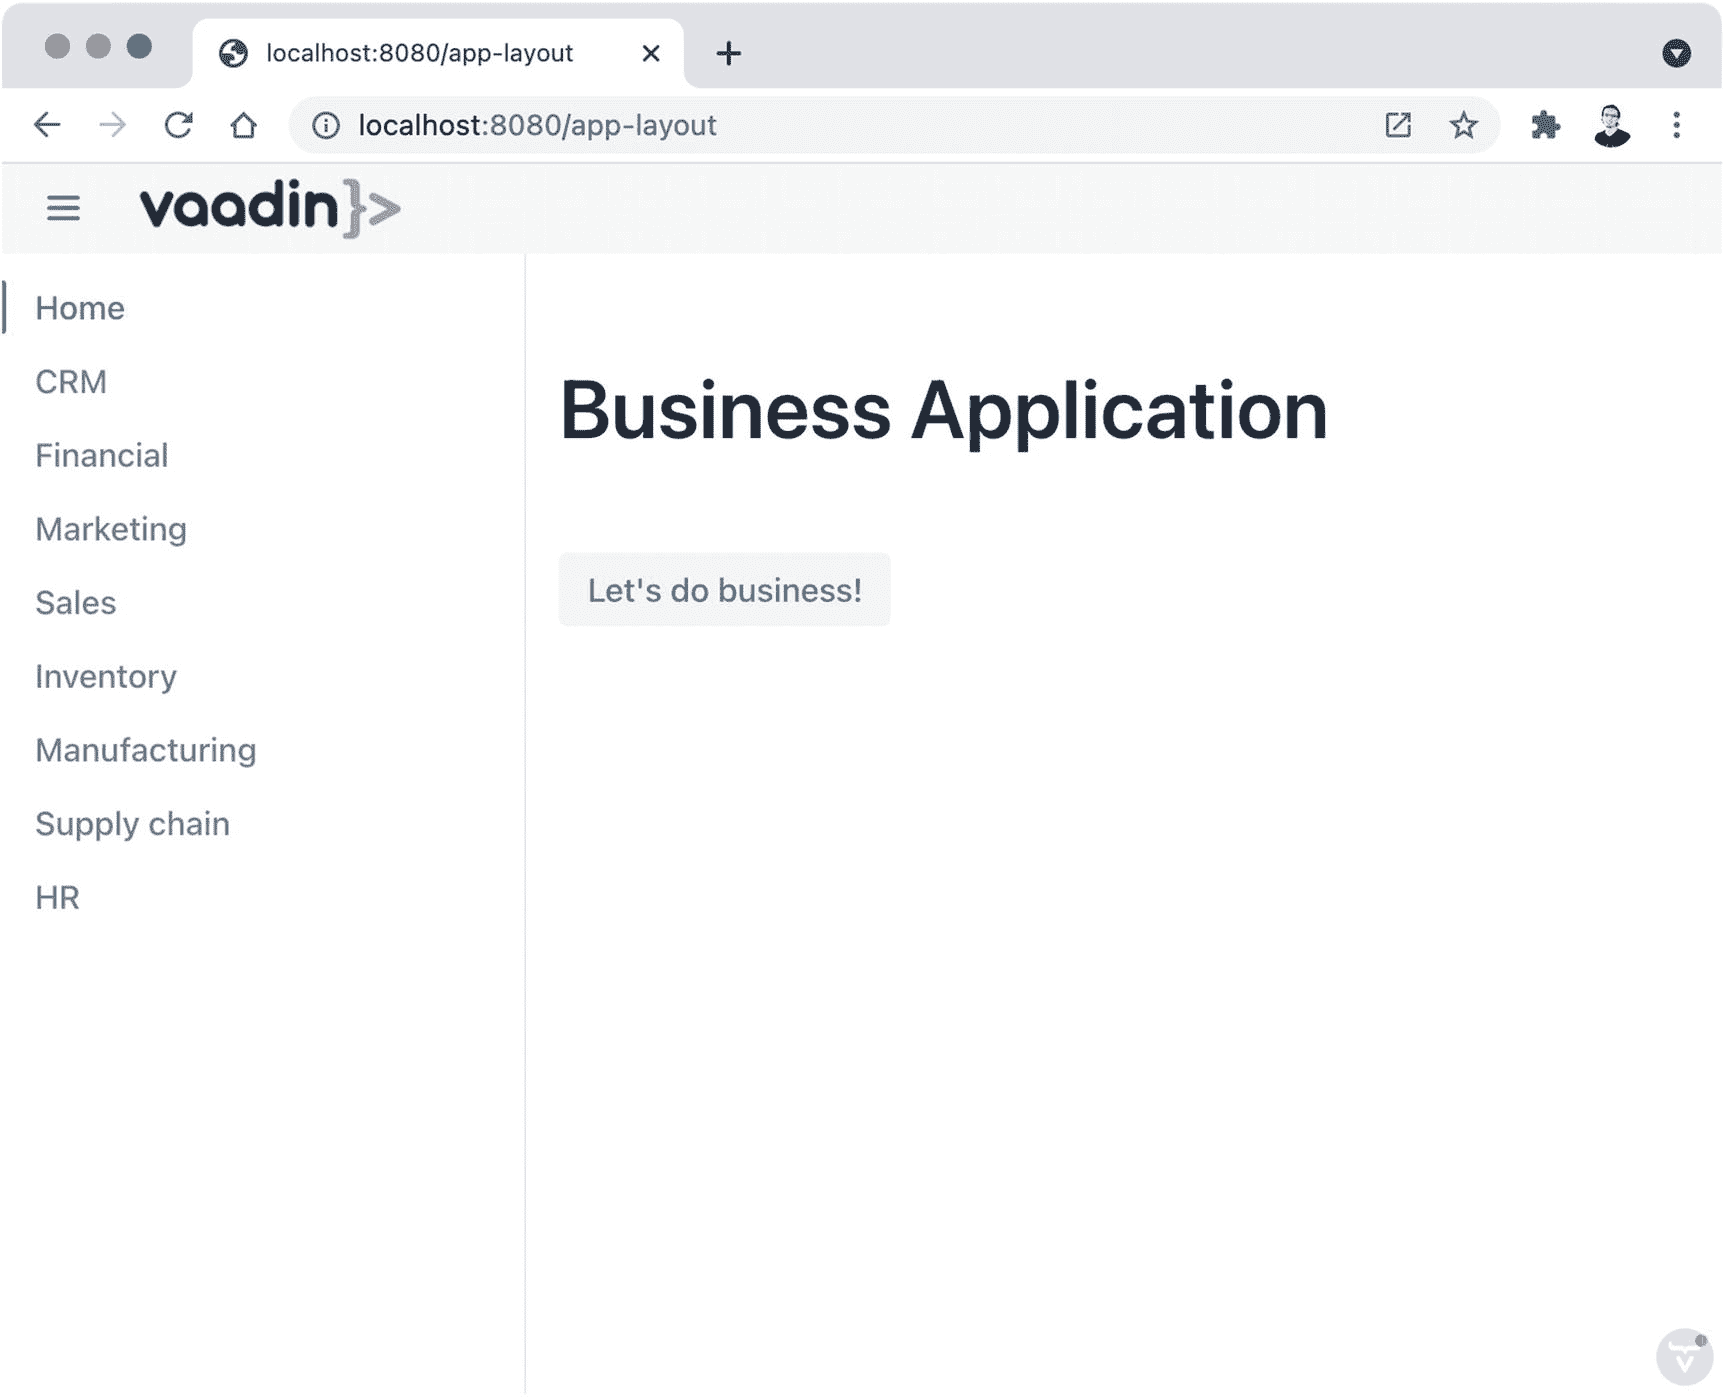 localhost:8080/app-layout
localhost:8080/app-layout
vaadin}>
Home
CRM
Financial
Marketing
Sales
Inventory
Manufacturing
Supply chain
HR
Business Application
Let's do business!